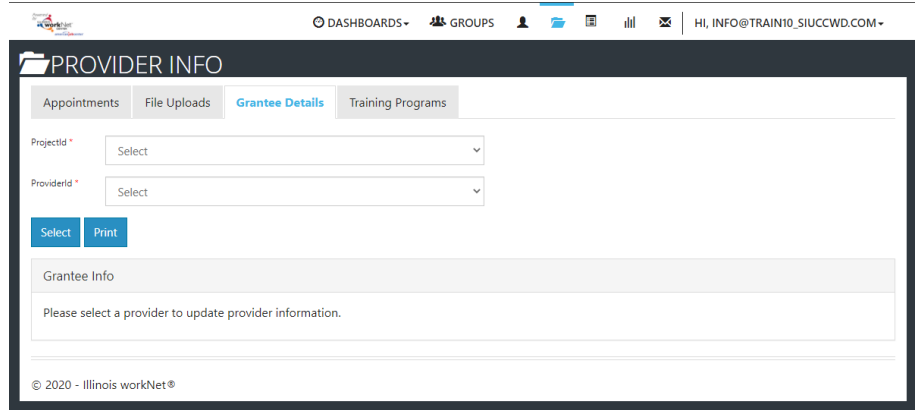 workNet
DASHBOARDS GROUPS HI, INFO@TRAIN10_SIUCCWD.COM
PROVIDER INFO
Appointments File Uploads Grantee Details Training Programs
ProjectId * Select
ProviderId * Select
Select Print
Grantee Info
Please select a provider to update provider information.
© 2020 - Illinois workNet®